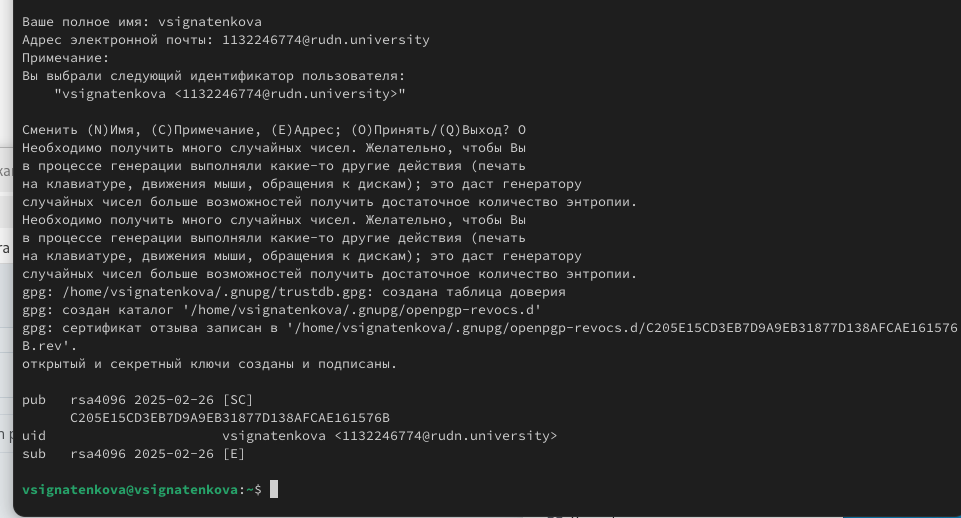 Ваше полное имя: vsignatenkova
Адрес электронной почты: 1132246774@rudn.university
Примечание:
Вы выбрали следующий идентификатор пользователя:
"vsignatenkova <1132246774@rudn.university>"
Сменить (N)Имя, (C)Примечание, (E)Адрес; (O)Принять/(Q)Выход? O
Необходимо получить много случайных чисел. Желательно, чтобы Вы
в процессе генерации выполняли какие-то другие действия (печать
на клавиатуре, движения мыши, обращения к дискам); это даст генератору
случайных чисел больше возможностей получить достаточное количество энтропии.
Необходимо получить много случайных чисел. Желательно, чтобы Вы
в процессе генерации выполняли какие-то другие действия (печать
на клавиатуре, движения мыши, обращения к дискам); это даст генератору
случайных чисел больше возможностей получить достаточное количество энтропии.
gpg: /home/vsignatenkova/.gnupg/trustdb.gpg: создана таблица доверия
gpg: создан каталог '/home/vsignatenkova/.gnupg/openpgp-revocs.d'
gpg: сертификат отзыва записан в '/home/vsignatenkova/.gnupg/openpgp-revocs.d/C205E15CD3EB7D9A9EB31877D138AFCAE161576
B.rev'.
открытый и секретный ключи созданы и подписаны.
pub   rsa4096 2025-02-26 [SC]
C205E15CD3EB7D9A9EB31877D138AFCAE161576B
uid                      vsignatenkova <1132246774@rudn.university>
sub   rsa4096 2025-02-26 [E]
vsignatenkova@vsignatenkova:~$